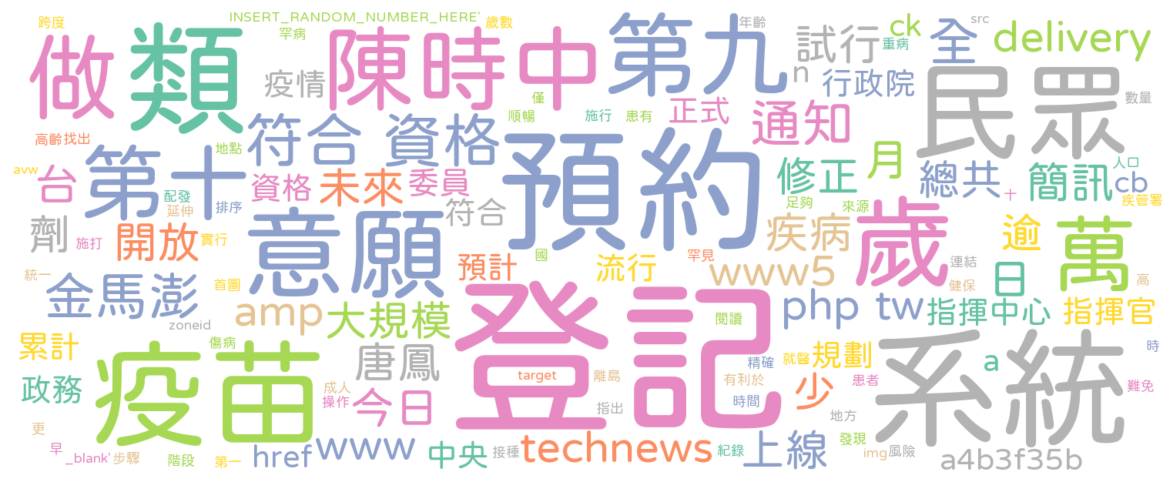 跨度
INSERT_RANDOM_NUMBER_HERE'
歲數
年齡
src
罕病
做
類
陳時中
第九
試行
ck
重病
全
delivery
疫情
n
行政院
民眾
數量
僅
順暢
施行
患有
正式
通知
高齡
找出
地點
符合
資格
預約
月
修正
總共
簡訊
人口
cb
avw
台
第十
配發
延伸
排序
資格
未來
委員
符合
足夠
來源
十
疾管署
劑
施打
開放
實行
意願
國
預計
流行
罕見
疾病
歲
逾
萬
連結
統一
金馬澎
首圖
www5
健保
日
高
zoneid
amp
大規模
閱讀
php
tw
指揮中心
指揮官
累計
傷病
疫苗
唐鳳
登記
精確
就醫
規劃
系統
時
政務
成人
操作
今日
target
離島
有利於
時間
少
患者
a
難免
指出
地方
更
早
_blank'
步驟
階段
第一
href
www
中央
接種
technews
紀錄
上線
發現
img
風險
a4b3f35b